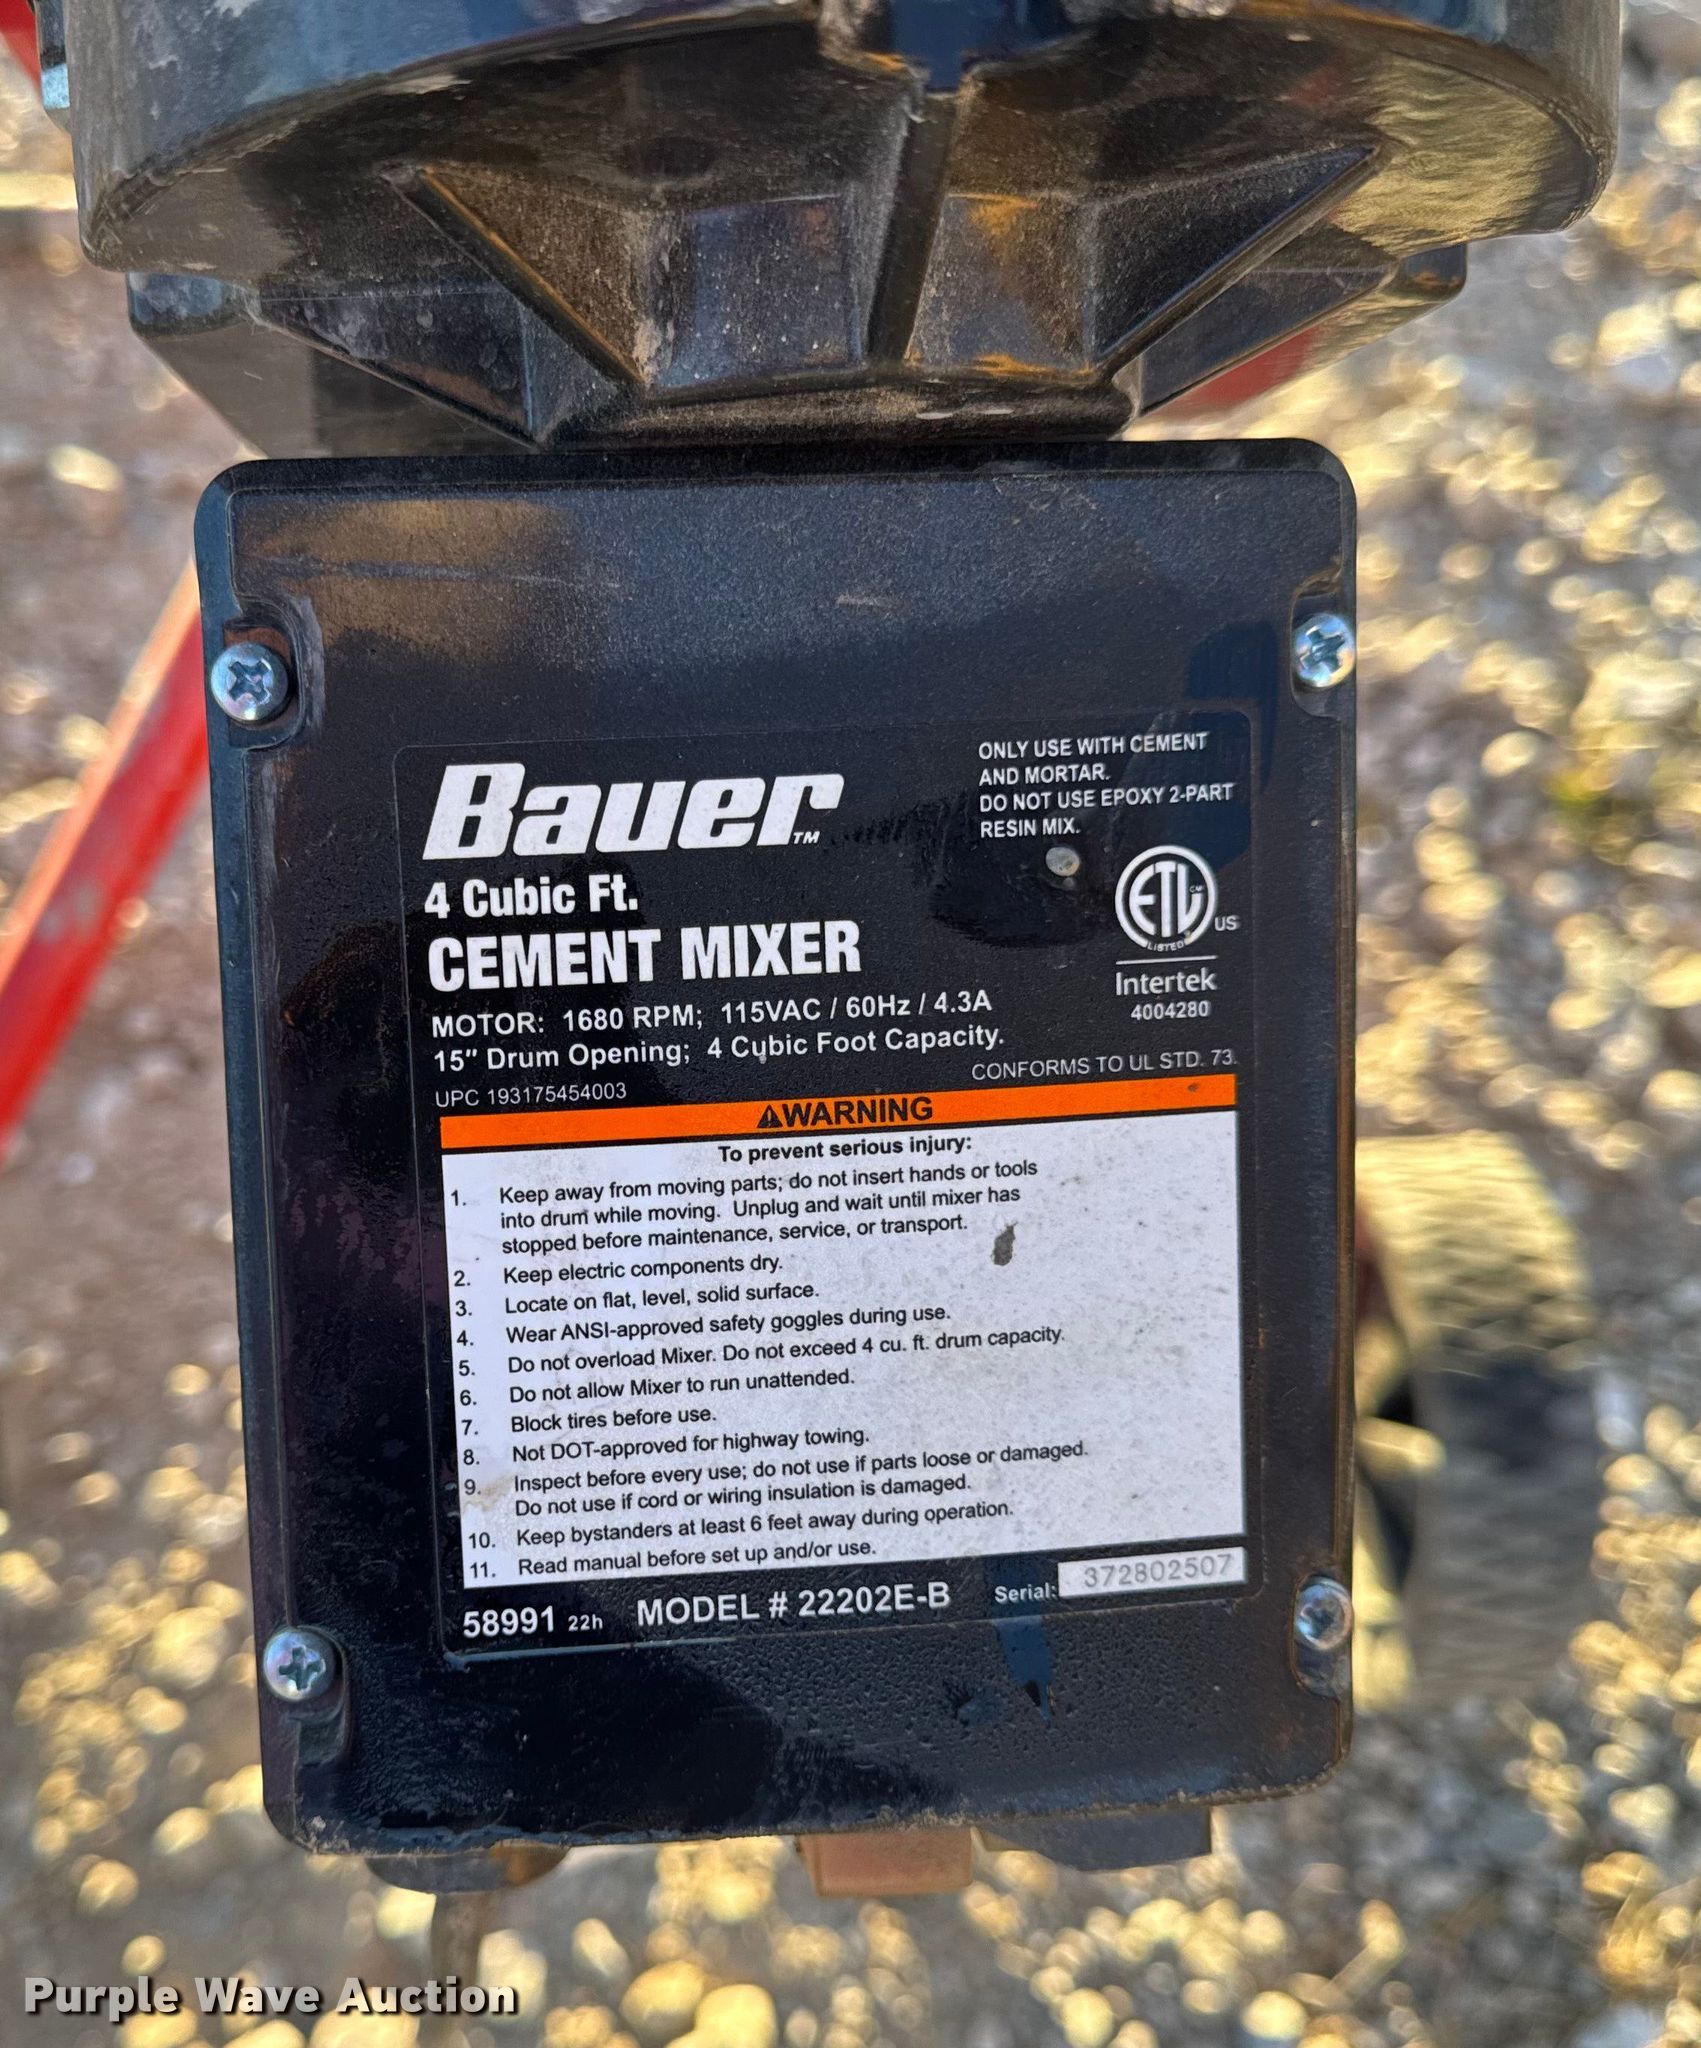 Bauer™
4 Cubic Ft.
CEMENT MIXER
MOTOR: 1680 RPM; 115VAC / 60Hz / 4.3A
15" Drum Opening; 4 Cubic Foot Capacity.
UPC 193175454003
ONLY USE WITH CEMENT
AND MORTAR.
DO NOT USE EPOXY 2-PART
RESIN MIX.
ETL CM
US
LISTED
Intertek
4004280
CONFORMS TO UL STD. 73.
⚠WARNING
To prevent serious injury:
1. Keep away from moving parts; do not insert hands or tools
into drum while moving. Unplug and wait until mixer has
stopped before maintenance, service, or transport.
2. Keep electric components dry.
3. Locate on flat, level, solid surface.
4. Wear ANSI-approved safety goggles during use.
5. Do not overload Mixer. Do not exceed 4 cu. ft. drum capacity.
6. Do not allow Mixer to run unattended.
7. Block tires before use.
8. Not DOT-approved for highway towing.
9. Inspect before every use; do not use if parts loose or damaged.
Do not use if cord or wiring insulation is damaged.
10. Keep bystanders at least 6 feet away during operation.
11. Read manual before set up and/or use.
58991 22h MODEL # 22202E-B Serial: 372802507
Purple Wave Auction